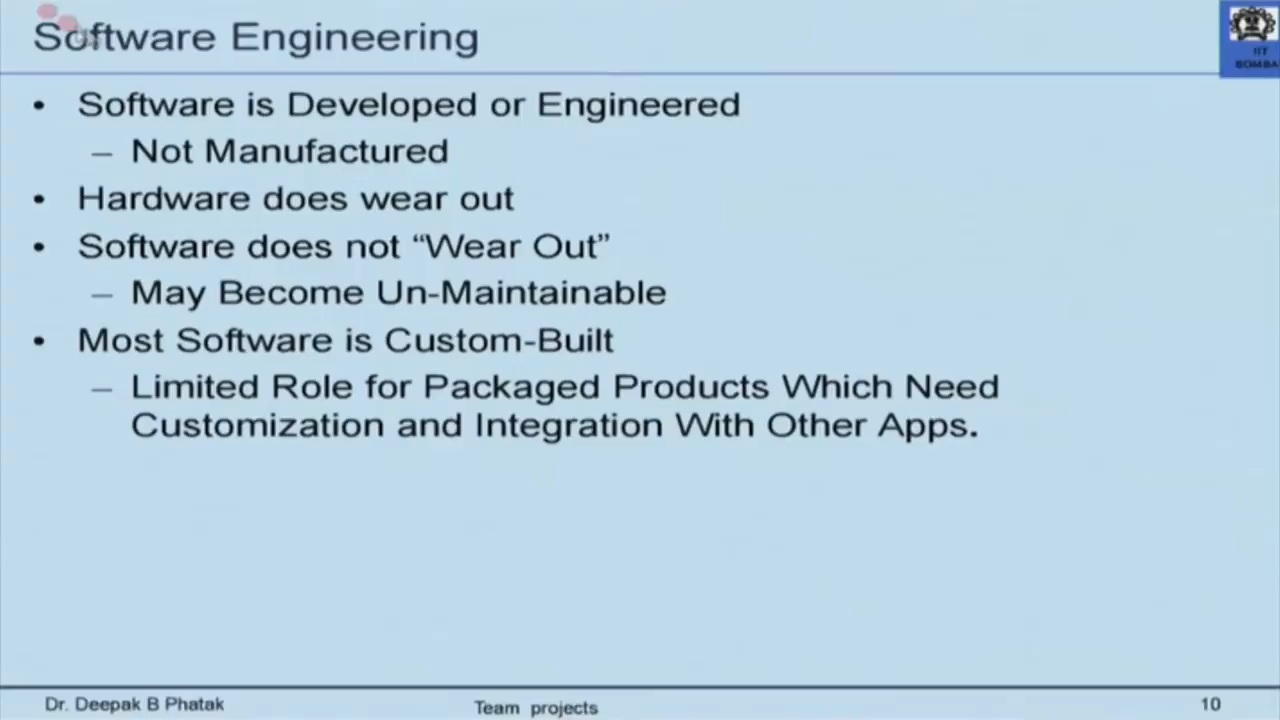 Software Engineering
IIT
BOMBA
• Software is Developed or Engineered
– Not Manufactured
• Hardware does wear out
• Software does not “Wear Out”
– May Become Un-Maintainable
• Most Software is Custom-Built
– Limited Role for Packaged Products Which Need
Customization and Integration With Other Apps.
Dr. Deepak B Phatak
Team projects
10